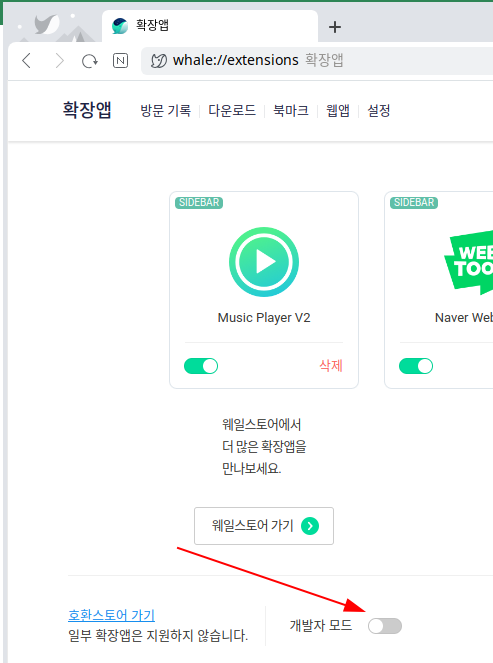 확장앱
N whale://extensions 확장앱
확장앱 방문 기록 다운로드 북마크 웹앱 설정
SIDEBAR SIDEBAR
WEB
TOO
Music Player V2 Naver Web
삭제
웨일스토어에서
더 많은 확장앱을
만나보세요.
웨일스토어 가기
호환스토어 가기
일부 확장앱은 지원하지 않습니다. 개발자 모드